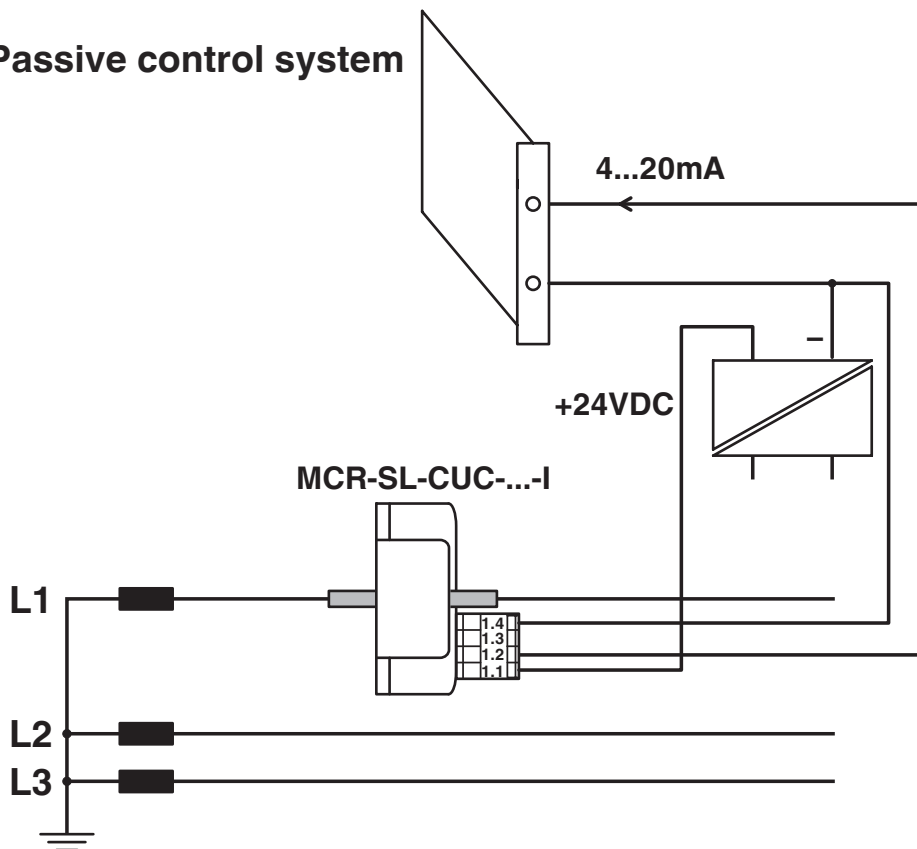 Passive control system
4...20mA
–
+24VDC
MCR-SL-CUC-...-I
L1
1.4
1.3
1.2
1.1
L2
L3